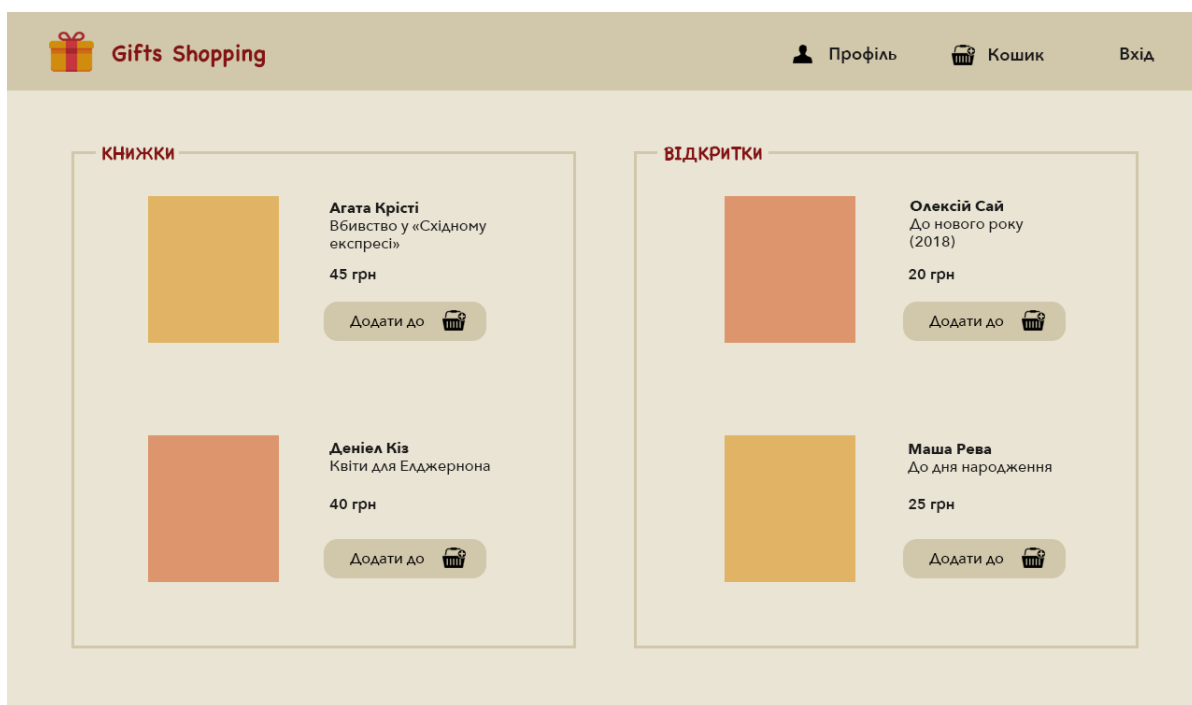 Gifts Shopping
Профіль
Кошик
Вхід
КНИЖКИ
Агата Крісті
Вбивство у «Східному
експресі»
45 грн
Додати до
Деніел Кіз
Квіти для Елджернона
40 грн
Додати до
ВІДКРИТКИ
Олексій Сай
До нового року
(2018)
20 грн
Додати до
Маша Рева
До дня народження
25 грн
Додати до